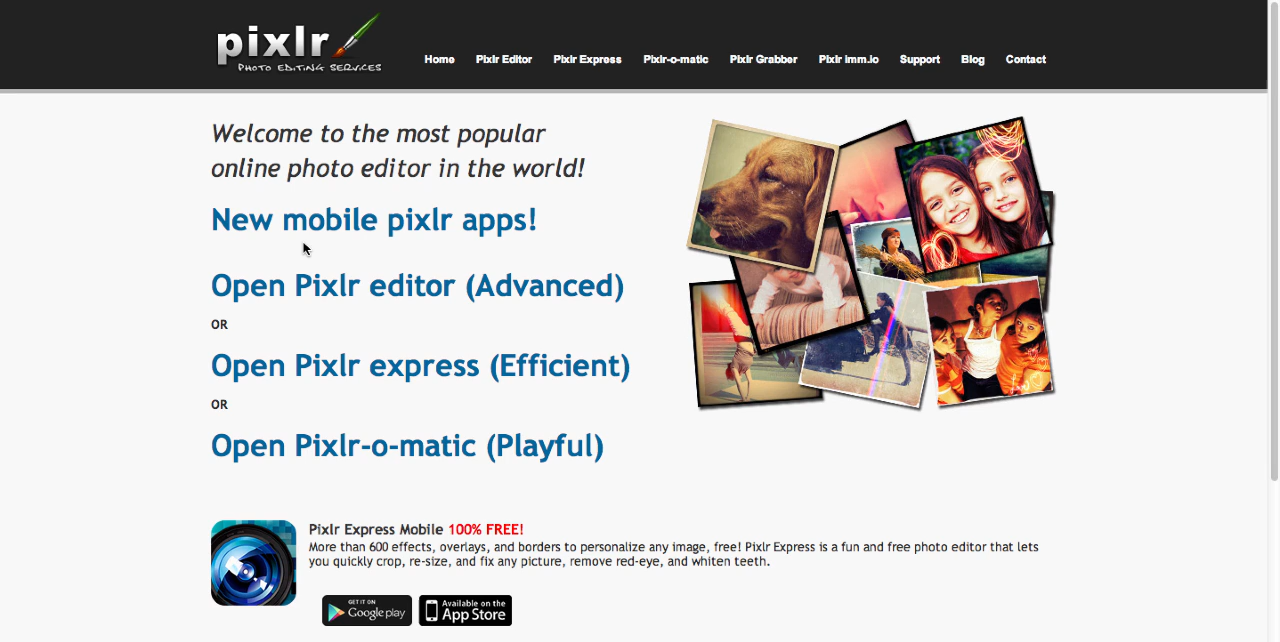 pixlr
PHOTO EDITING SERVICES
Home Pixlr Editor Pixlr Express Pixlr-o-matic Pixlr Grabber Pixlr Imm.io Support Blog Contact
Welcome to the most popular
online photo editor in the world!
New mobile pixlr apps!
Open Pixlr editor (Advanced)
OR
Open Pixlr express (Efficient)
OR
Open Pixlr-o-matic (Playful)
Pixlr Express Mobile 100% FREE!
More than 600 effects, overlays, and borders to personalize any image, free! Pixlr Express is a fun and free photo editor that lets
you quickly crop, re-size, and fix any picture, remove red-eye, and whiten teeth.
GET IT ON
Google play
Available on the
App Store